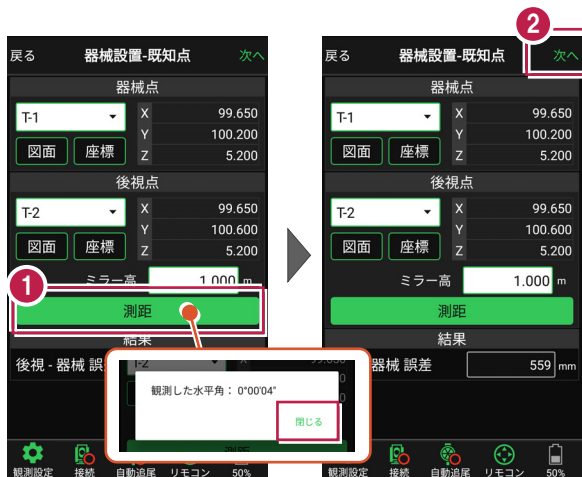 戻る 器械設置-既知点 次へ
器械点
T-1 X 99.650
Y 100.200
図面 座標 Z 5.200
後視点
T-2 X 99.650
Y 100.600
図面 座標 Z 5.200
1
ミラー高 1.000 m
測距
結果
後視 - 器械 誤
観測した水平角： 0°00'04"
閉じる
観測設定 接続 自動追尾 リモコン 50%
2
戻る 器械設置-既知点 次へ
器械点
T-1 X 99.650
Y 100.200
図面 座標 Z 5.200
後視点
T-2 X 99.650
Y 100.600
図面 座標 Z 5.200
ミラー高 1.000 m
測距
結果
器械 誤差 559 mm
観測設定 接続 自動追尾 リモコン 50%